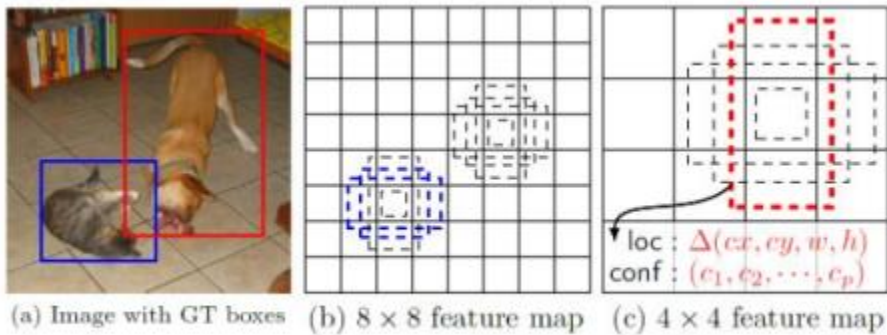 loc : Δ(cx, cy, w, h)
conf : (c₁, c₂, ⋯, cₚ)
(a) Image with GT boxes
(b) 8 × 8 feature map
(c) 4 × 4 feature map